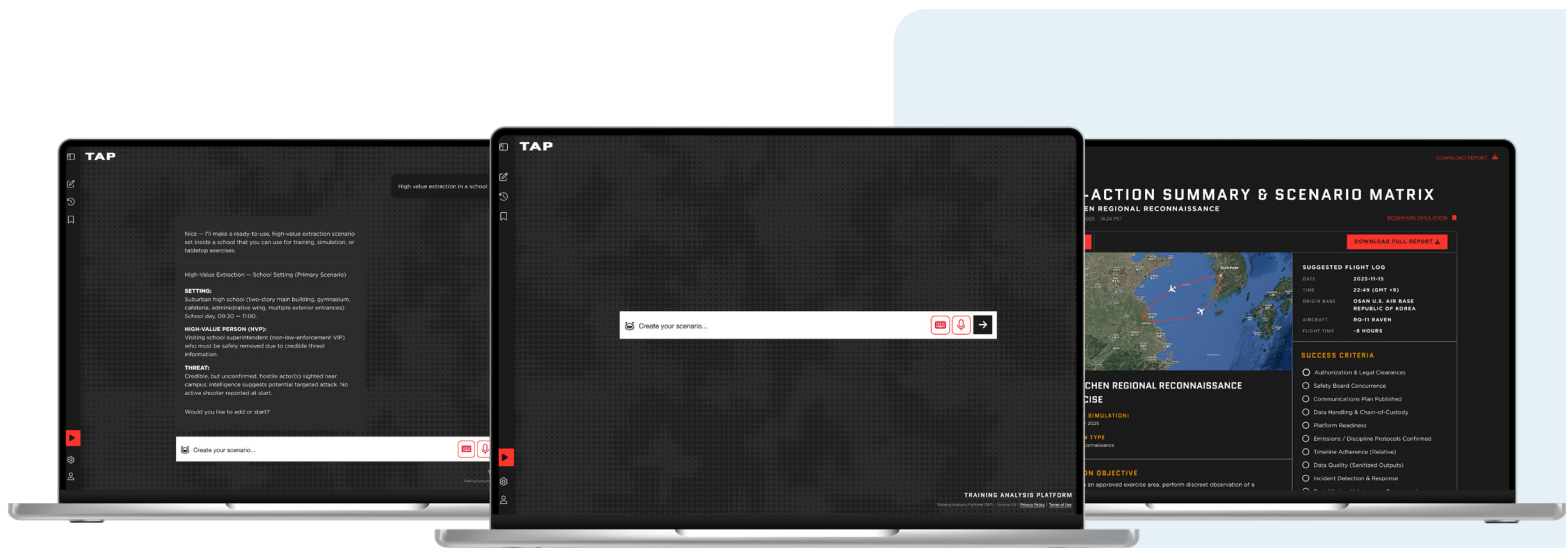 TAP
High value extraction in a school
Nice — I'll make a ready-to-use, high-value extraction scenario
set inside a school that you can use for training, simulation, or
tabletop exercises.
High-Value Extraction — School Setting (Primary Scenario)
SETTING:
Suburban high school (two-story main building, gymnasium,
cafeteria, administrative wing, multiple exterior entrances).
School day, 09:30 — 11:00.
HIGH-VALUE PERSON (HVP):
Visiting school superintendent (non-law-enforcement VIP)
who must be safely removed due to credible threat
information.
THREAT:
Credible, but unconfirmed, hostile actor(s) sighted near
campus; intelligence suggests potential targeted attack. No
active shooter reported at start.
Would you like to add or start?
Create your scenario...
TAP
Create your scenario...
TRAINING ANALYSIS PLATFORM
Privacy Policy
Terms of Use
DOWNLOAD REPORT
-ACTION SUMMARY & SCENARIO MATRIX
EN REGIONAL RECONNAISSANCE
2025 14:24 PST
BOOKMARK SIMULATION
DOWNLOAD FULL REPORT
CHEN REGIONAL RECONNAISSANCE
CISE
SIMULATION:
2025
N TYPE
onnaissance
ON OBJECTIVE
an approved exercise area, perform discreet observation of a
SUGGESTED FLIGHT LOG
DATE 2025-11-15
TIME 22:49 (GMT +9)
ORIGIN BASE OSAN U.S. AIR BASE
REPUBLIC OF KOREA
AIRCRAFT RQ-11 RAVEN
FLIGHT TIME ~8 HOURS
SUCCESS CRITERIA
Authorization & Legal Clearances
Safety Board Concurrence
Communications Plan Published
Data Handling & Chain-of-Custody
Platform Readiness
Emissions / Discipline Protocols Confirmed
Timeline Adherence (Relative)
Data Quality (Sanitized Outputs)
Incident Detection & Response